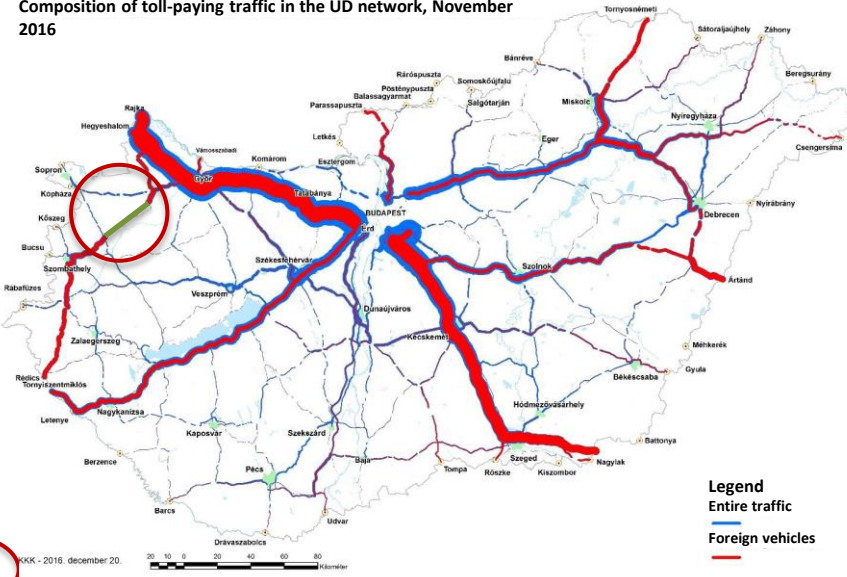 Composition of toll-paying traffic in the UD network, November
2016
Tornyosnémeti
Sátoraljaújhely
Záhony
Bánréve
Beregsurány
Ráróspuszta
Pösténypuszta
Somoskőújfalu
Balassagyarmat
Salgótarján
Parassapuszta
Miskolc
Nyíregyháza
Rajka
Hegyeshalom
Letkés
Eger
Csengersima
Vámosszabadi
Komárom
Esztergom
Sopron
Győr
Kópháza
Tatabánya
Nyírábrány
Kőszeg
BUDAPEST
Debrecen
Érd
Bucsu
Szombathely
Székesfehérvár
Szolnok
Ártánd
Rábafüzes
Veszprém
Dunaújváros
Zalaegerszeg
Kecskemét
Méhkerék
Rédics
Gyula
Tornyiszentmiklós
Békéscsaba
Letenye
Nagykanizsa
Hódmezővásárhely
Kaposvár
Szekszárd
Battonya
Berzence
Pécs
Baja
Tompa
Röszke
Szeged
Kiszombor
Nagylak
Barcs
Udvar
Drávaszabolcs
Legend
Entire traffic
Foreign vehicles
KKK - 2016. december 20.
20 10 0 20 40 60 80
Kilométer